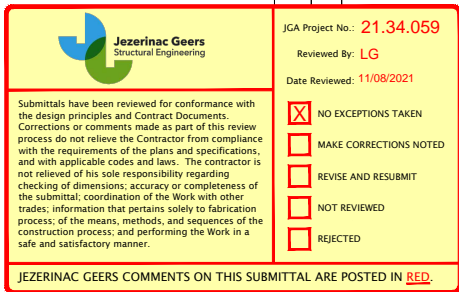 Jezerinac Geers
Structural Engineering
JGA Project No.: 21.34.059
Reviewed By: LG
Date Reviewed: 11/08/2021
Submittals have been reviewed for conformance with
the design principles and Contract Documents.
Corrections or comments made as part of this review
process do not relieve the Contractor from compliance
with the requirements of the plans and specifications,
and with applicable codes and laws. The contractor is
not relieved of his sole responsibility regarding
checking of dimensions; accuracy or completeness of
the submittal; coordination of the Work with other
trades; information that pertains solely to fabrication
process; of the means, methods, and sequences of the
construction process; and performing the Work in a
safe and satisfactory manner.
X NO EXCEPTIONS TAKEN
MAKE CORRECTIONS NOTED
REVISE AND RESUBMIT
NOT REVIEWED
REJECTED
JEZERINAC GEERS COMMENTS ON THIS SUBMITTAL ARE POSTED IN RED.